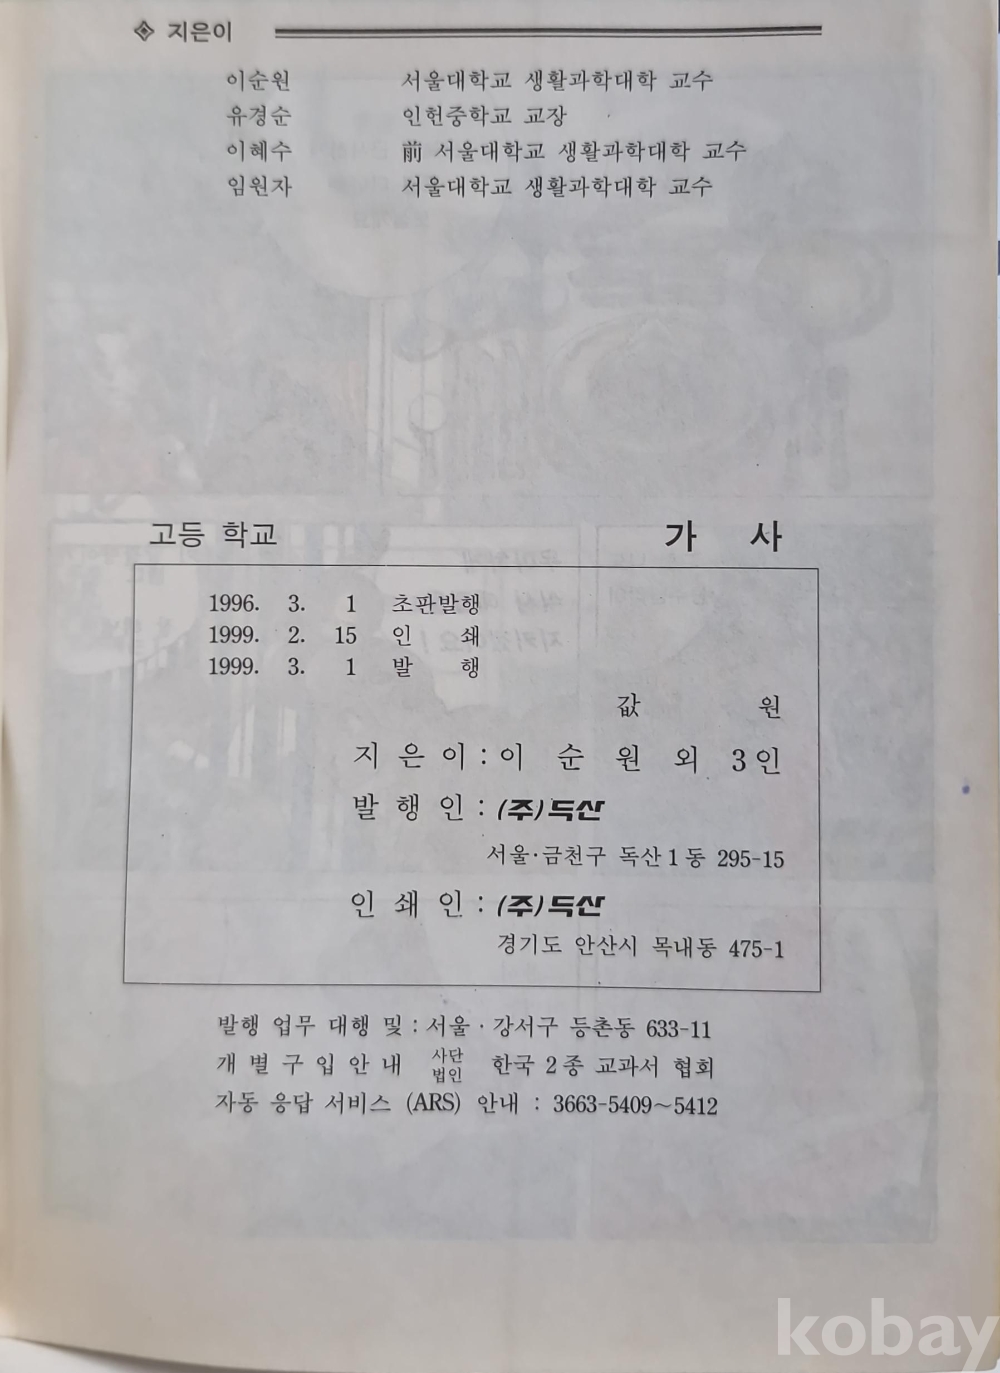 지은이
이순원 서울대학교 생활과학대학 교수
유경순 인헌중학교 교장
이혜수 前 서울대학교 생활과학대학 교수
임원자 서울대학교 생활과학대학 교수
고등 학교 가 사
1996. 3. 1 초판발행
1999. 2. 15 인 쇄
1999. 3. 1 발 행
값 원
지 은 이 : 이 순 원 외 3인
발 행 인 : (주)두산
서울·금천구 독산1동 295-15
인 쇄 인 : (주)두산
경기도 안산시 목내동 475-1
발행 업무 대행 및 : 서울·강서구 등촌동 633-11
개 별 구 입 안 내 사단법인 한국 2종 교과서 협회
자동 응답 서비스 (ARS) 안내 : 3663-5409~5412
kobay